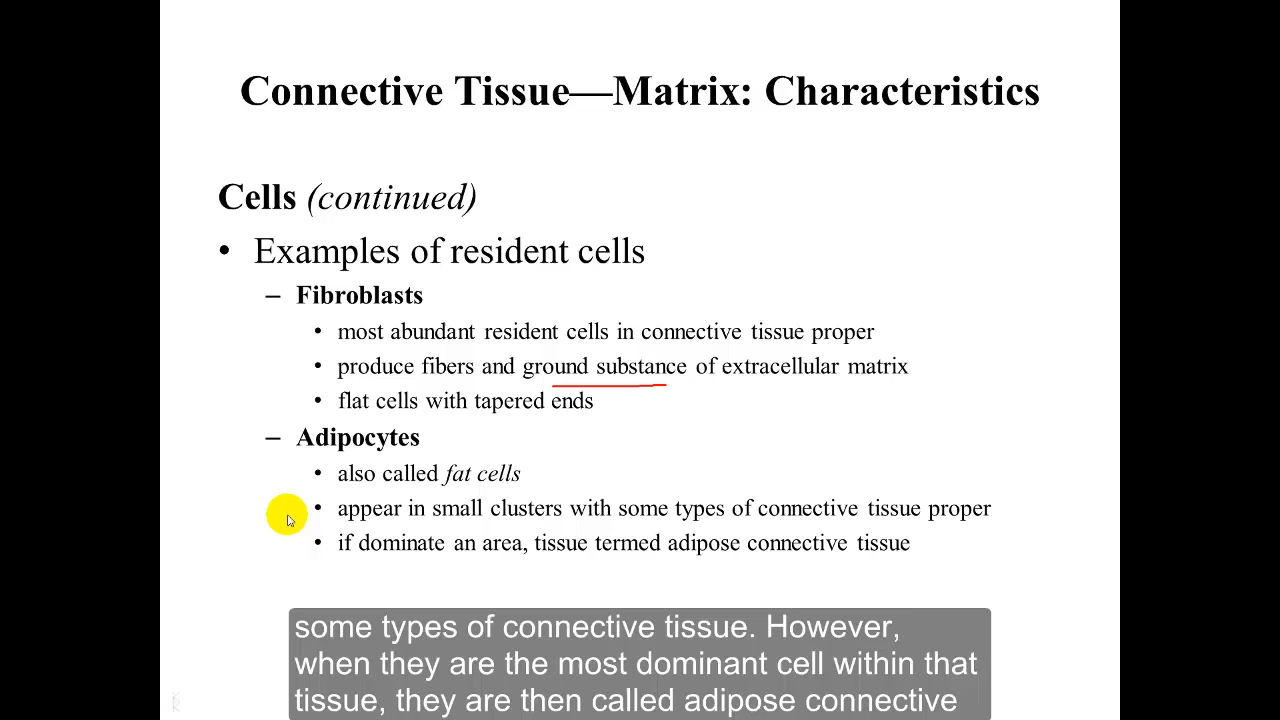 Connective Tissue—Matrix: Characteristics
Cells (continued)
• Examples of resident cells
– Fibroblasts
• most abundant resident cells in connective tissue proper
• produce fibers and ground substance of extracellular matrix
• flat cells with tapered ends
– Adipocytes
• also called fat cells
• appear in small clusters with some types of connective tissue proper
• if dominate an area, tissue termed adipose connective tissue
some types of connective tissue. However,
when they are the most dominant cell within that
tissue, they are then called adipose connective